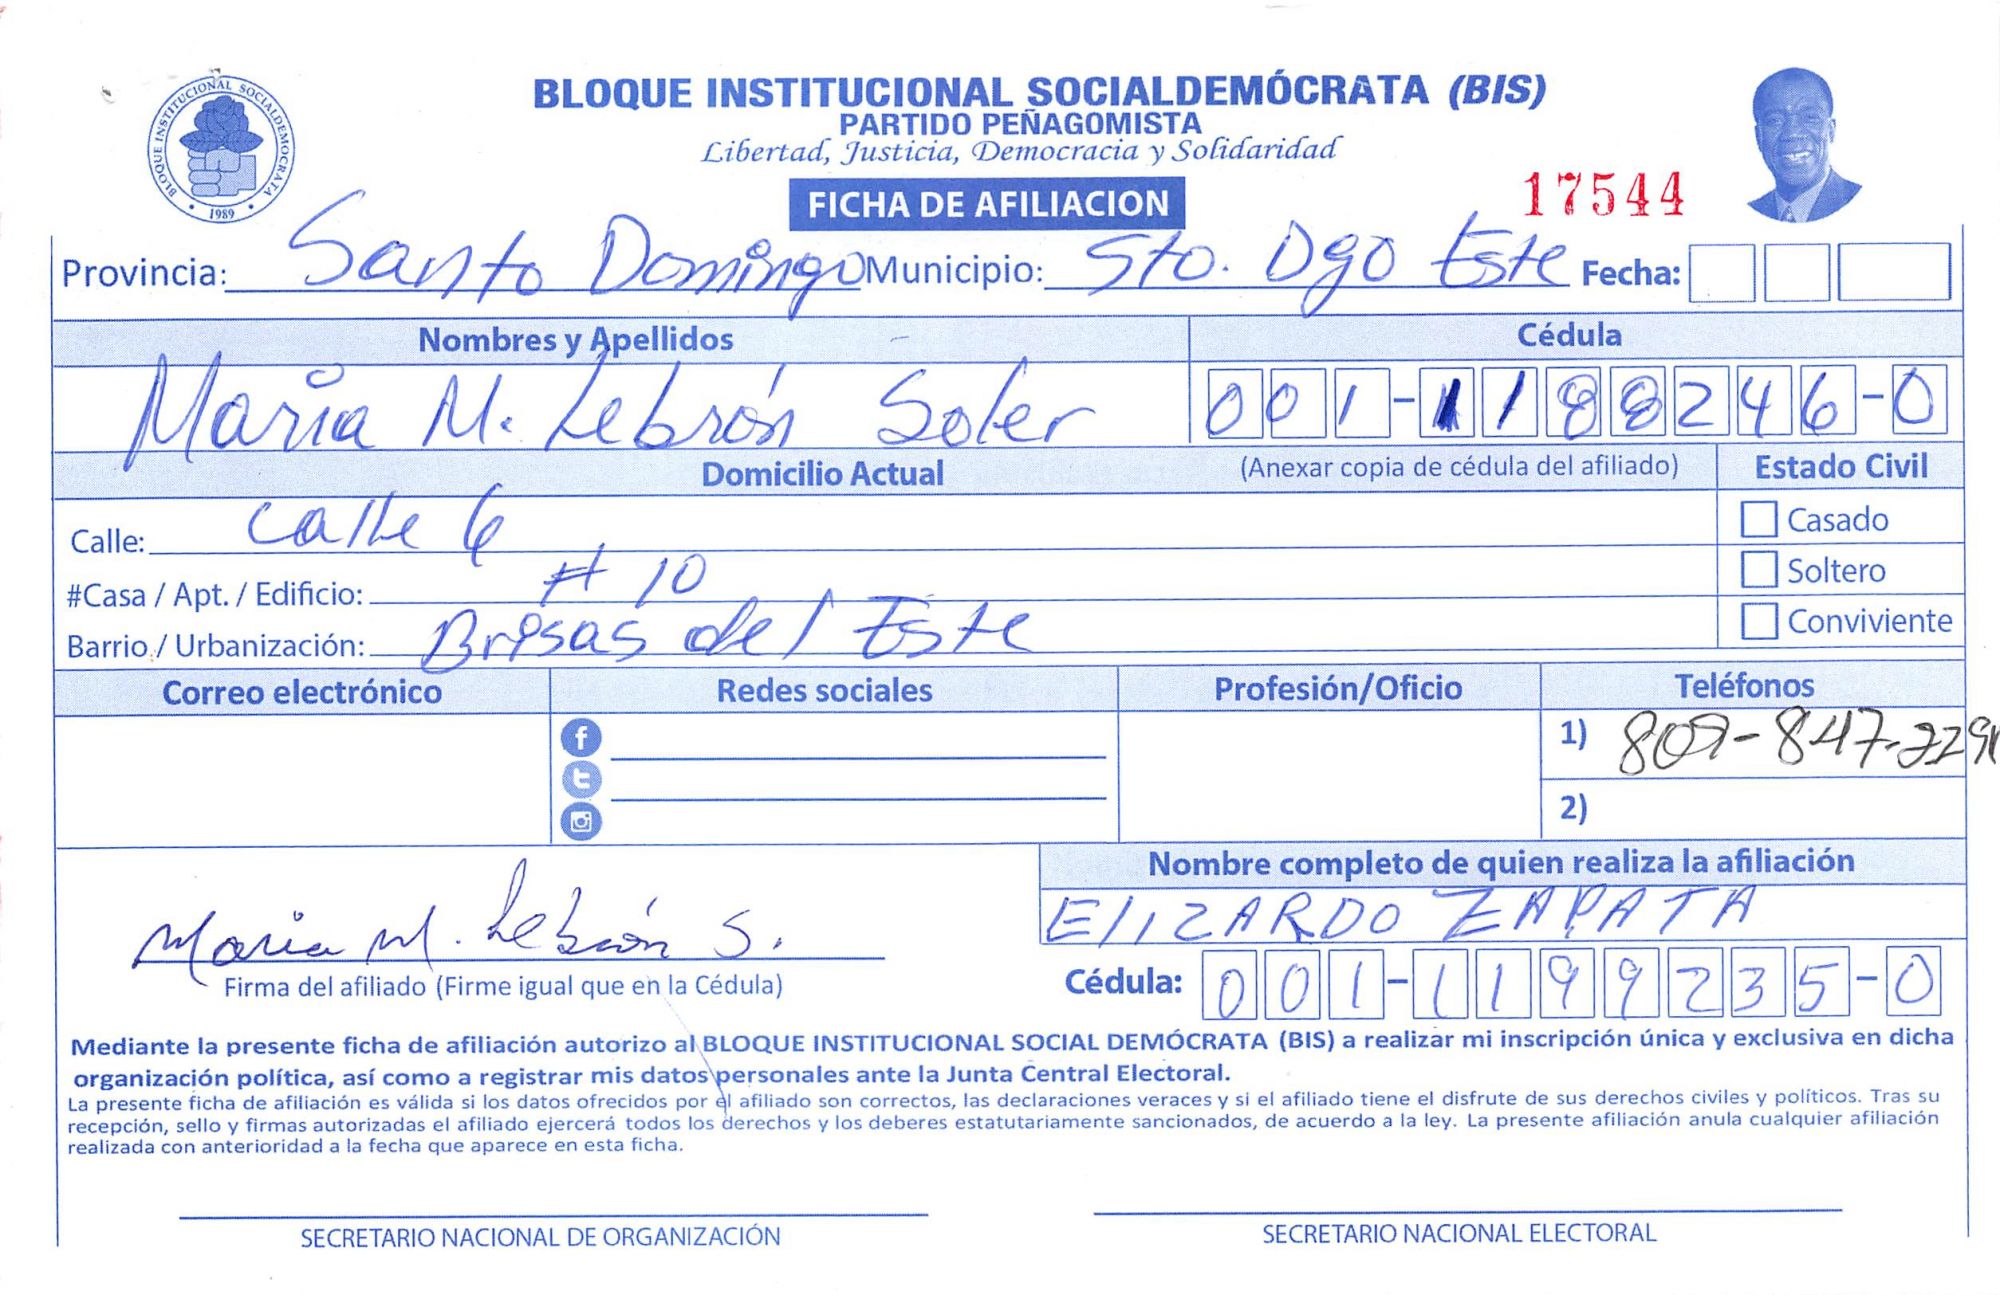 BLOQUE INSTITUCIONAL SOCIALDEMÓCRATA (BIS)
PARTIDO PEÑAGOMISTA
Libertad, Justicia, Democracia y Solidaridad
BLOQUE INSTITUCIONAL SOCIALDEMOCRATA
1989
FICHA DE AFILIACION
17544
Provincia: Santo Domingo Municipio: Sto. Dgo Este Fecha:
Nombres y Apellidos Cédula
Maria M. Lebrón Soler 001-1188246-0
Domicilio Actual (Anexar copia de cédula del afiliado) Estado Civil
Calle: Calle 6 Casado
#Casa / Apt. / Edificio: # 10 Soltero
Barrio / Urbanización: Brisas del Este Conviviente
Correo electrónico Redes sociales Profesión/Oficio Teléfonos
1) 809-847-229
2)
Nombre completo de quien realiza la afiliación
ElIZARDO ZAPATA
Maria M. Lebrón S.
Firma del afiliado (Firme igual que en la Cédula) Cédula: 001-1199235-0
Mediante la presente ficha de afiliación autorizo al BLOQUE INSTITUCIONAL SOCIAL DEMÓCRATA (BIS) a realizar mi inscripción única y exclusiva en dicha
organización política, así como a registrar mis datos personales ante la Junta Central Electoral.
La presente ficha de afiliación es válida si los datos ofrecidos por el afiliado son correctos, las declaraciones veraces y si el afiliado tiene el disfrute de sus derechos civiles y políticos. Tras su
recepción, sello y firmas autorizadas el afiliado ejercerá todos los derechos y los deberes estatutariamente sancionados, de acuerdo a la ley. La presente afiliación anula cualquier afiliación
realizada con anterioridad a la fecha que aparece en esta ficha.
SECRETARIO NACIONAL DE ORGANIZACIÓN SECRETARIO NACIONAL ELECTORAL